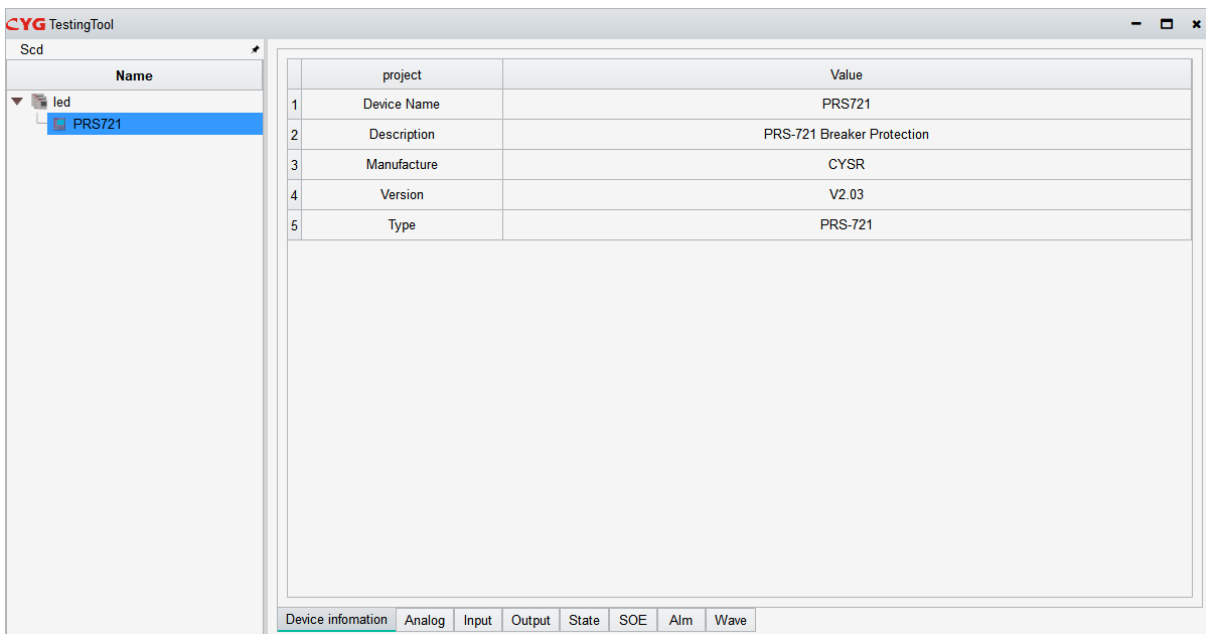 CYG TestingTool
Scd
Name
led
PRS721
project Value
1 Device Name PRS721
2 Description PRS-721 Breaker Protection
3 Manufacture CYSR
4 Version V2.03
5 Type PRS-721
Device infomation Analog Input Output State SOE Alm Wave